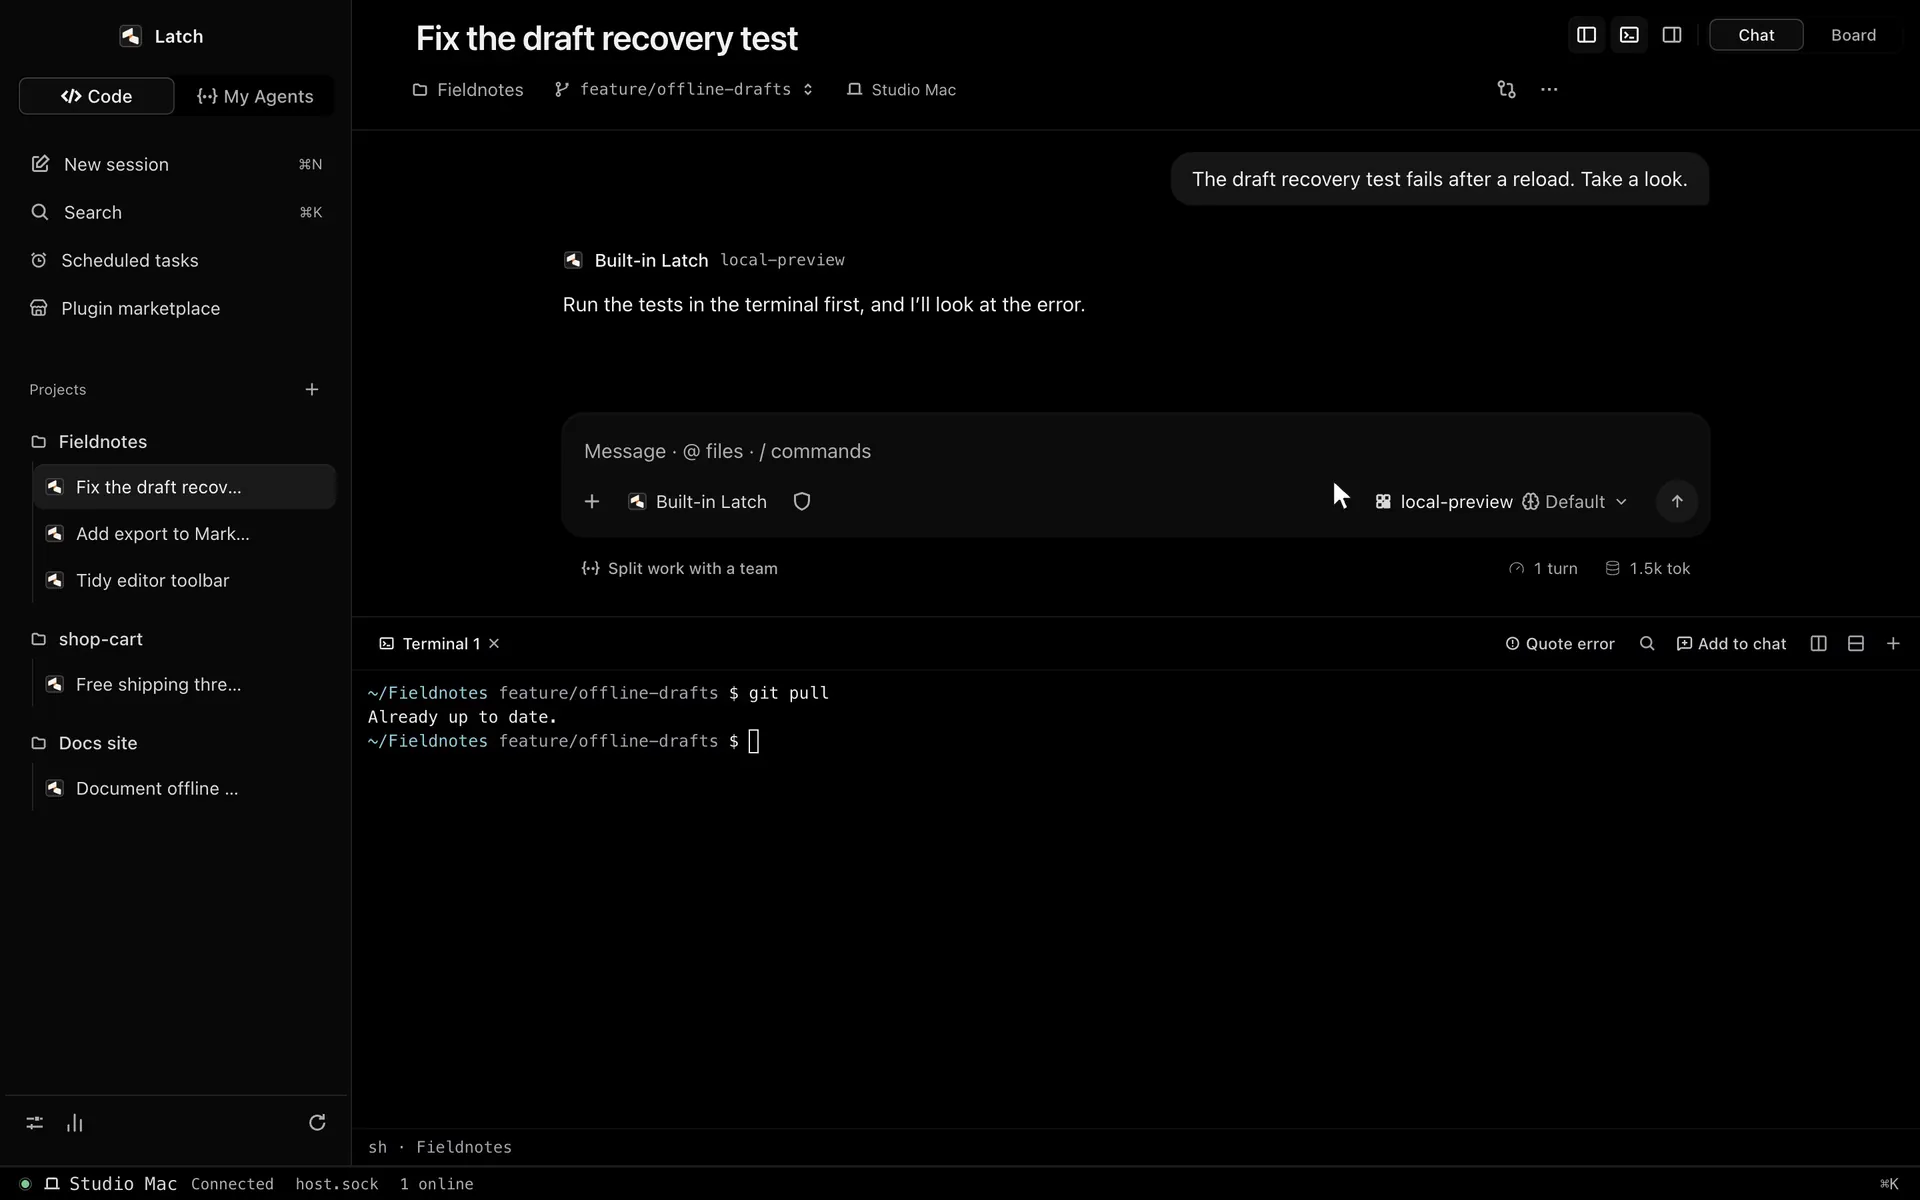 Latch
Code
My Agents
New session ⌘N
Search ⌘K
Scheduled tasks
Plugin marketplace
Projects
Fieldnotes
Fix the draft recov...
Add export to Mark...
Tidy editor toolbar
shop-cart
Free shipping thre...
Docs site
Document offline ...
Fix the draft recovery test
Chat
Board
Fieldnotes feature/offline-drafts Studio Mac
The draft recovery test fails after a reload. Take a look.
Built-in Latch local-preview
Run the tests in the terminal first, and I’ll look at the error.
Message · @ files · / commands
Built-in Latch
local-preview Default
Split work with a team
1 turn 1.5k tok
Terminal 1
Quote error
Add to chat
~/Fieldnotes feature/offline-drafts $ git pull
Already up to date.
~/Fieldnotes feature/offline-drafts $
sh · Fieldnotes
Studio Mac Connected host.sock 1 online
⌘K